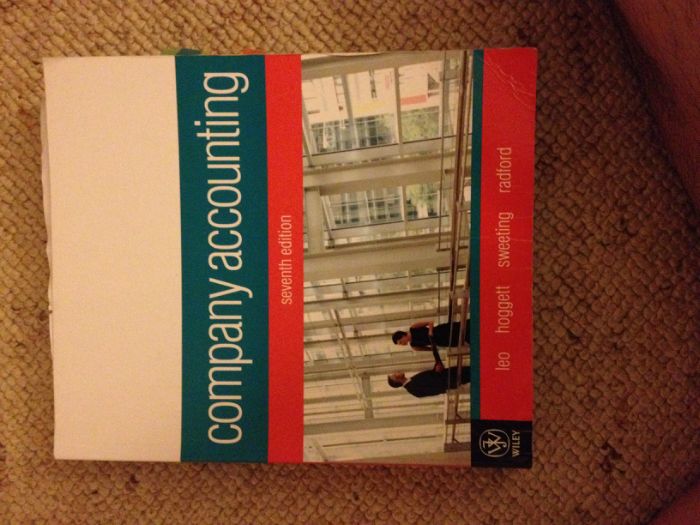 company accounting
seventh edition
leo hoggett sweeting radford
WILEY